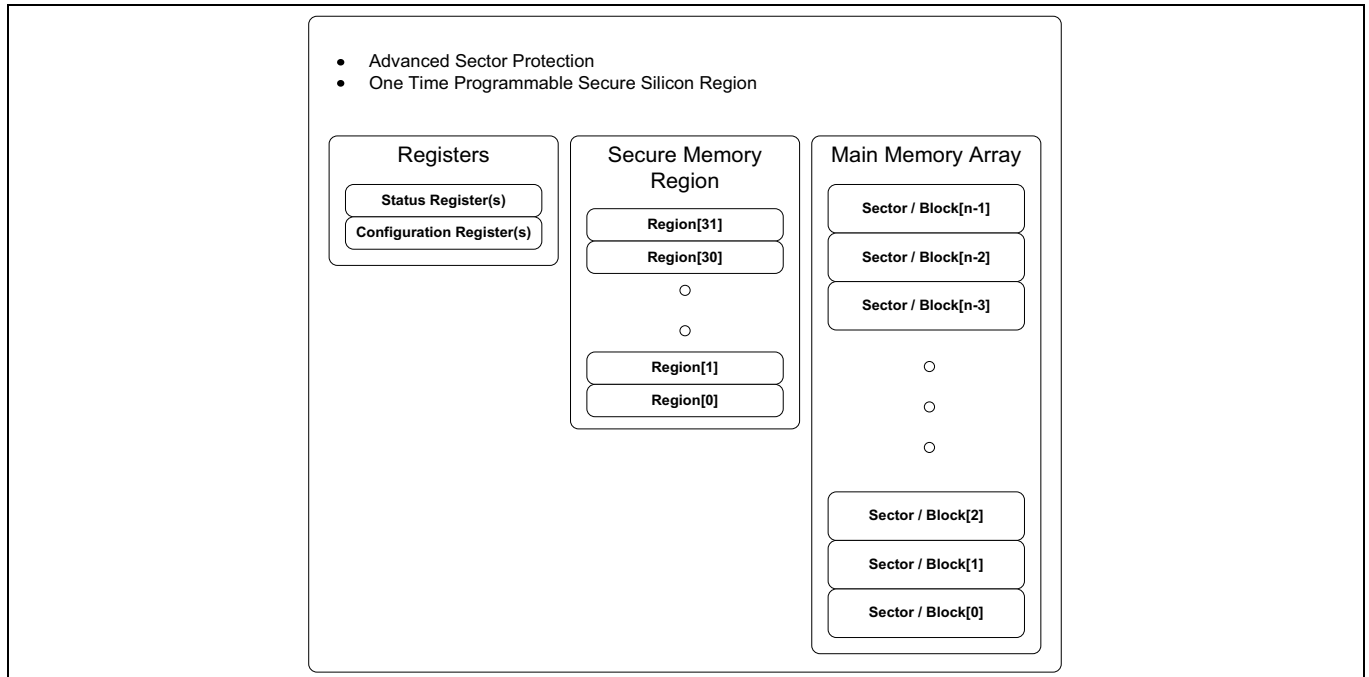 • Advanced Sector Protection
• One Time Programmable Secure Silicon Region
Registers
Status Register(s)
Configuration Register(s)
Secure Memory
Region
Region[31]
Region[30]
Region[1]
Region[0]
Main Memory Array
Sector / Block[n-1]
Sector / Block[n-2]
Sector / Block[n-3]
Sector / Block[2]
Sector / Block[1]
Sector / Block[0]